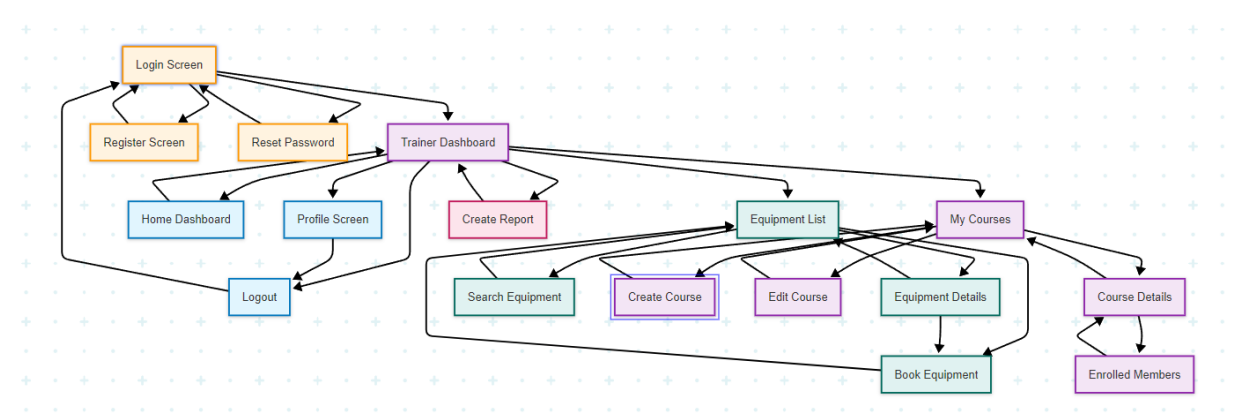 Login Screen
Register Screen
Reset Password
Trainer Dashboard
Home Dashboard
Profile Screen
Create Report
Equipment List
My Courses
Logout
Search Equipment
Create Course
Edit Course
Equipment Details
Course Details
Book Equipment
Enrolled Members